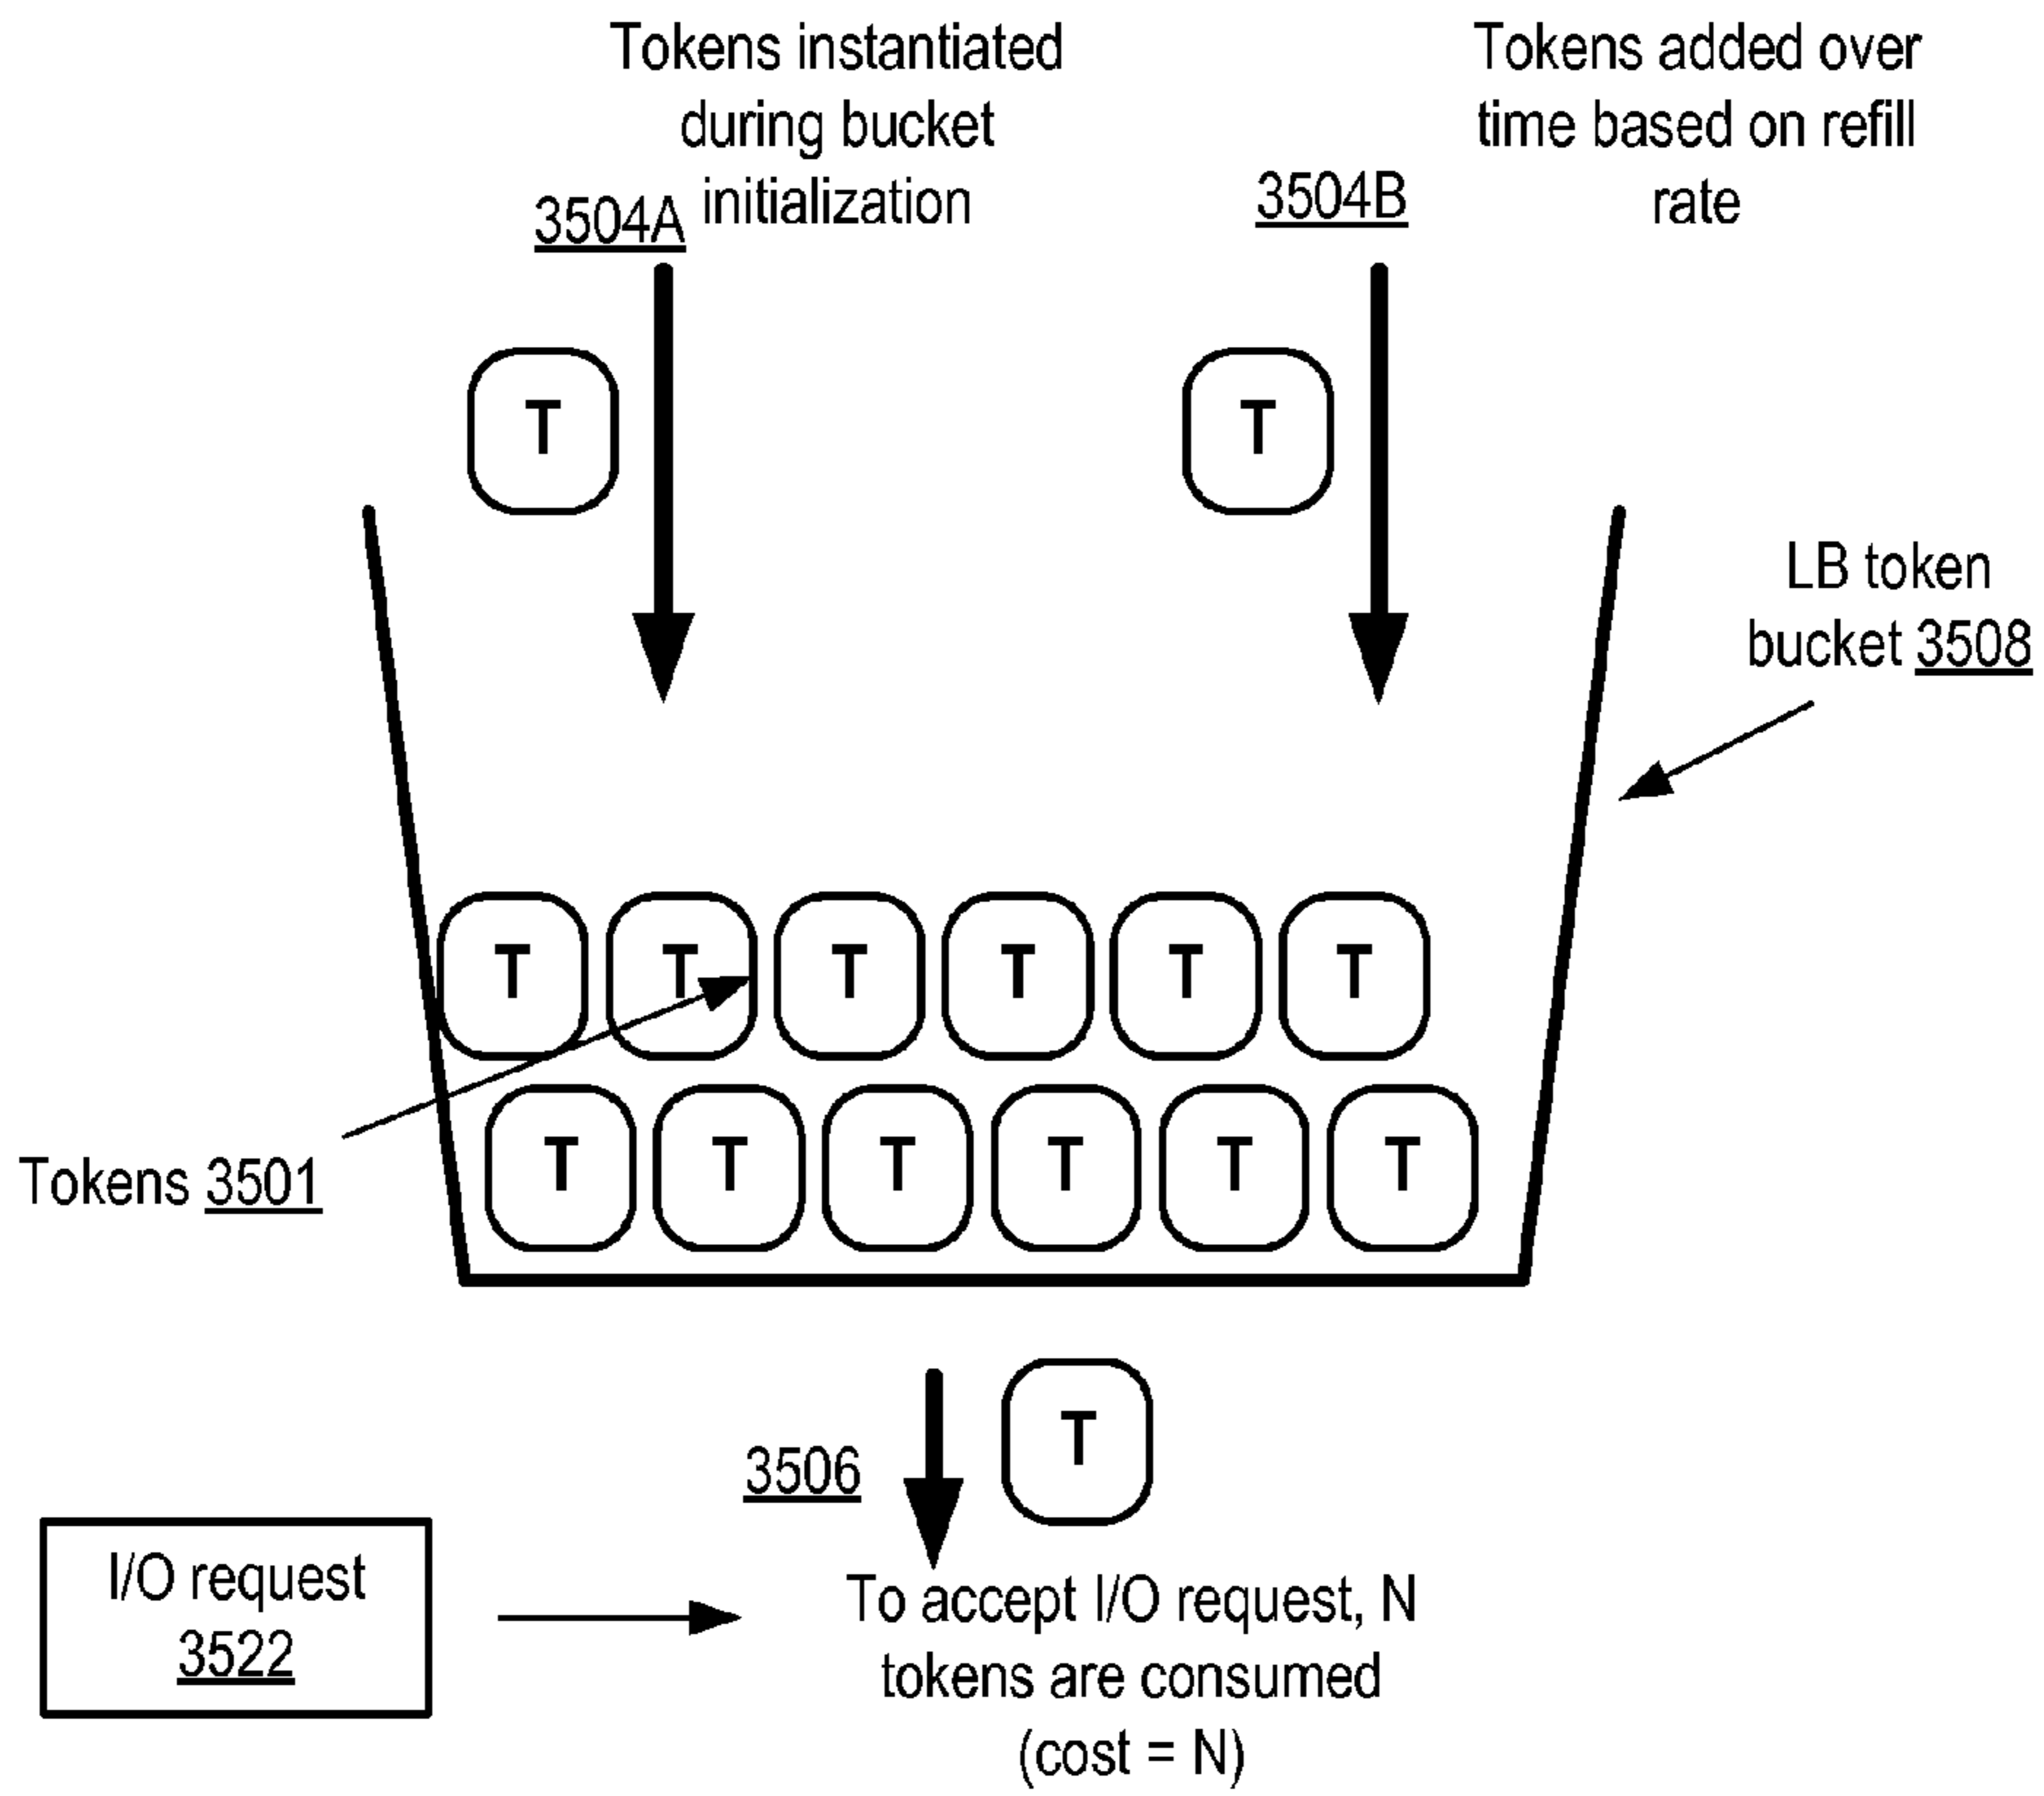 Tokens instantiated
during bucket
initialization
3504A
Tokens added over
time based on refill
rate
3504B
T
T
LB token
bucket 3508
T T T T T T
T T T T T T
Tokens 3501
T
3506
I/O request
3522
To accept I/O request, N
tokens are consumed
(cost = N)